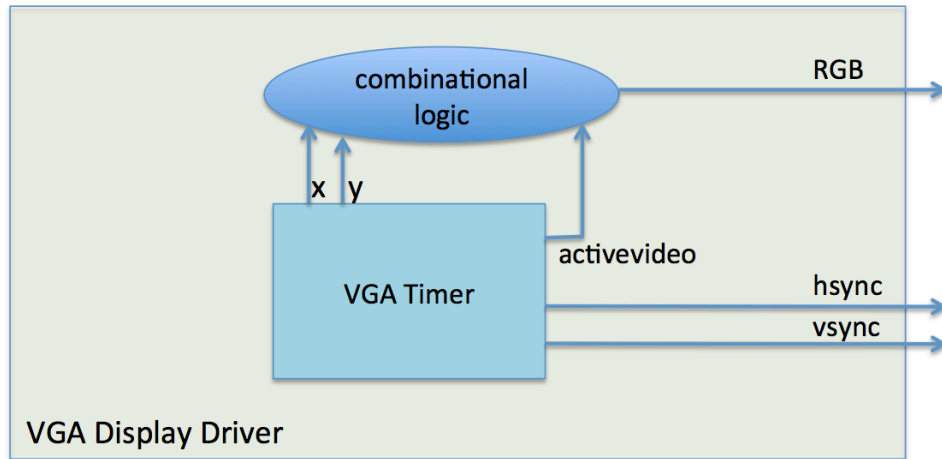 combinational
logic
RGB
x
y
activevideo
VGA Timer
hsync
vsync
VGA Display Driver